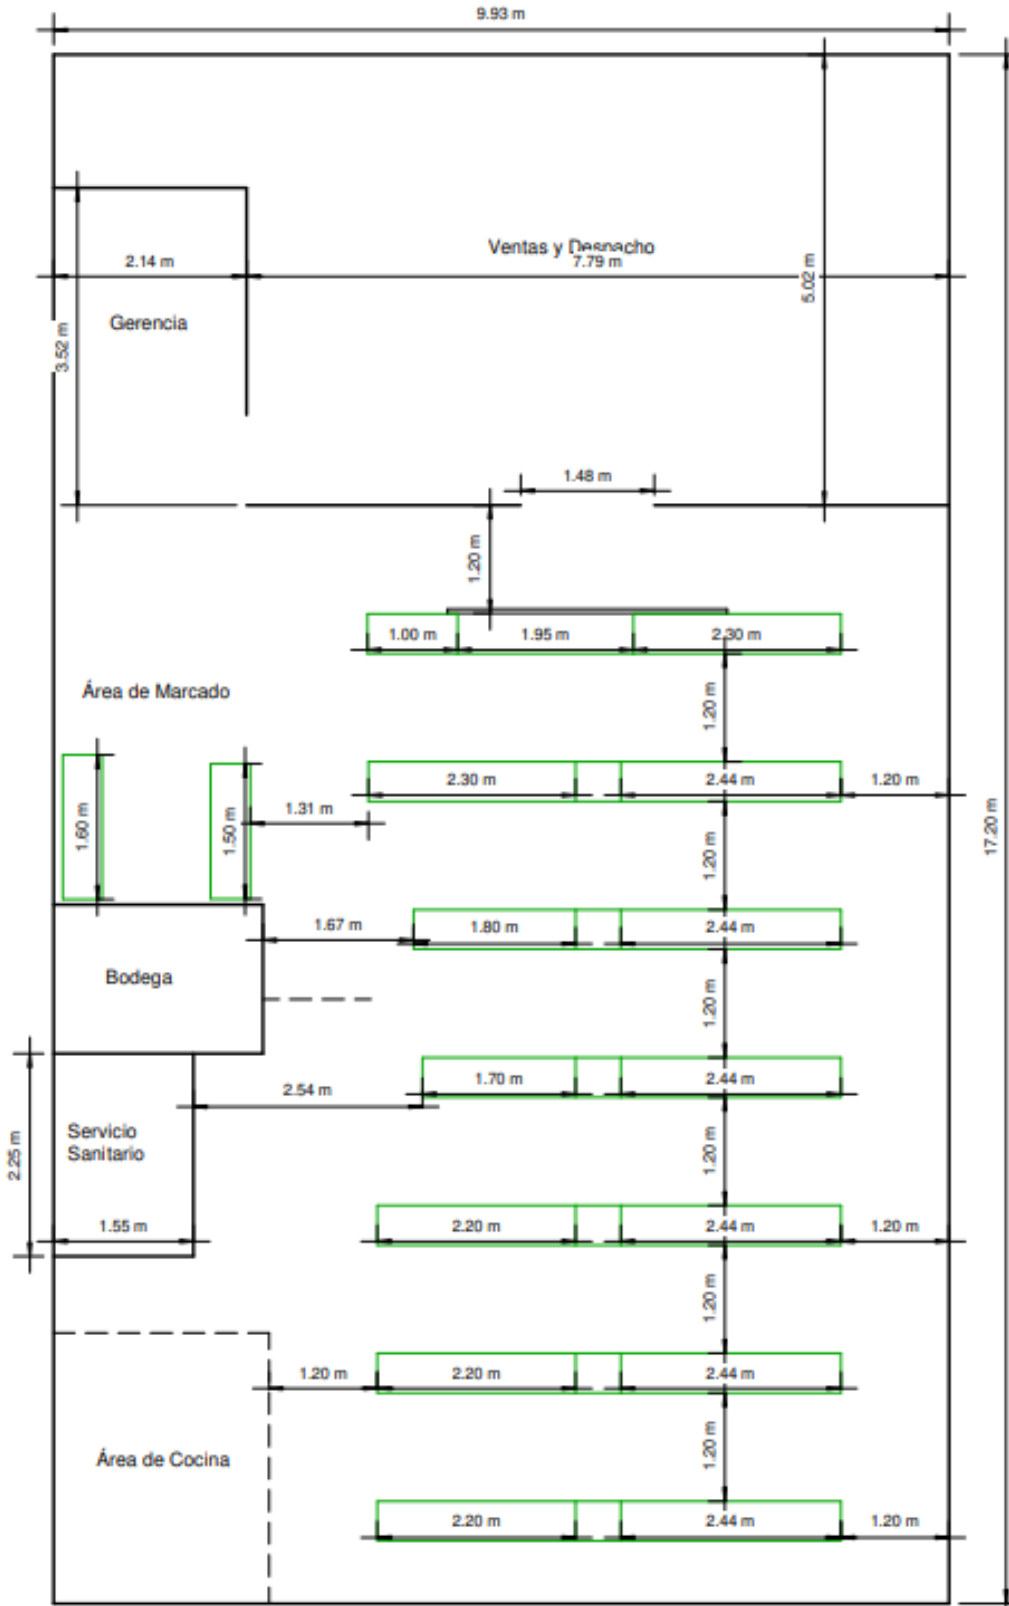 9.93 m
Ventas y Despacho
2.14 m
7.79 m
5.02 m
Gerencia
3.52 m
1.48 m
1.20 m
1.00 m
1.95 m
2.30 m
Área de Marcado
1.20 m
2.30 m
2.44 m
1.20 m
1.31 m
1.60 m
1.50 m
17.20 m
1.20 m
1.67 m
1.80 m
2.44 m
Bodega
1.20 m
2.54 m
1.70 m
2.44 m
Servicio
Sanitario
2.25 m
1.20 m
1.55 m
2.20 m
2.44 m
1.20 m
1.20 m
1.20 m
2.20 m
2.44 m
Área de Cocina
1.20 m
2.20 m
2.44 m
1.20 m